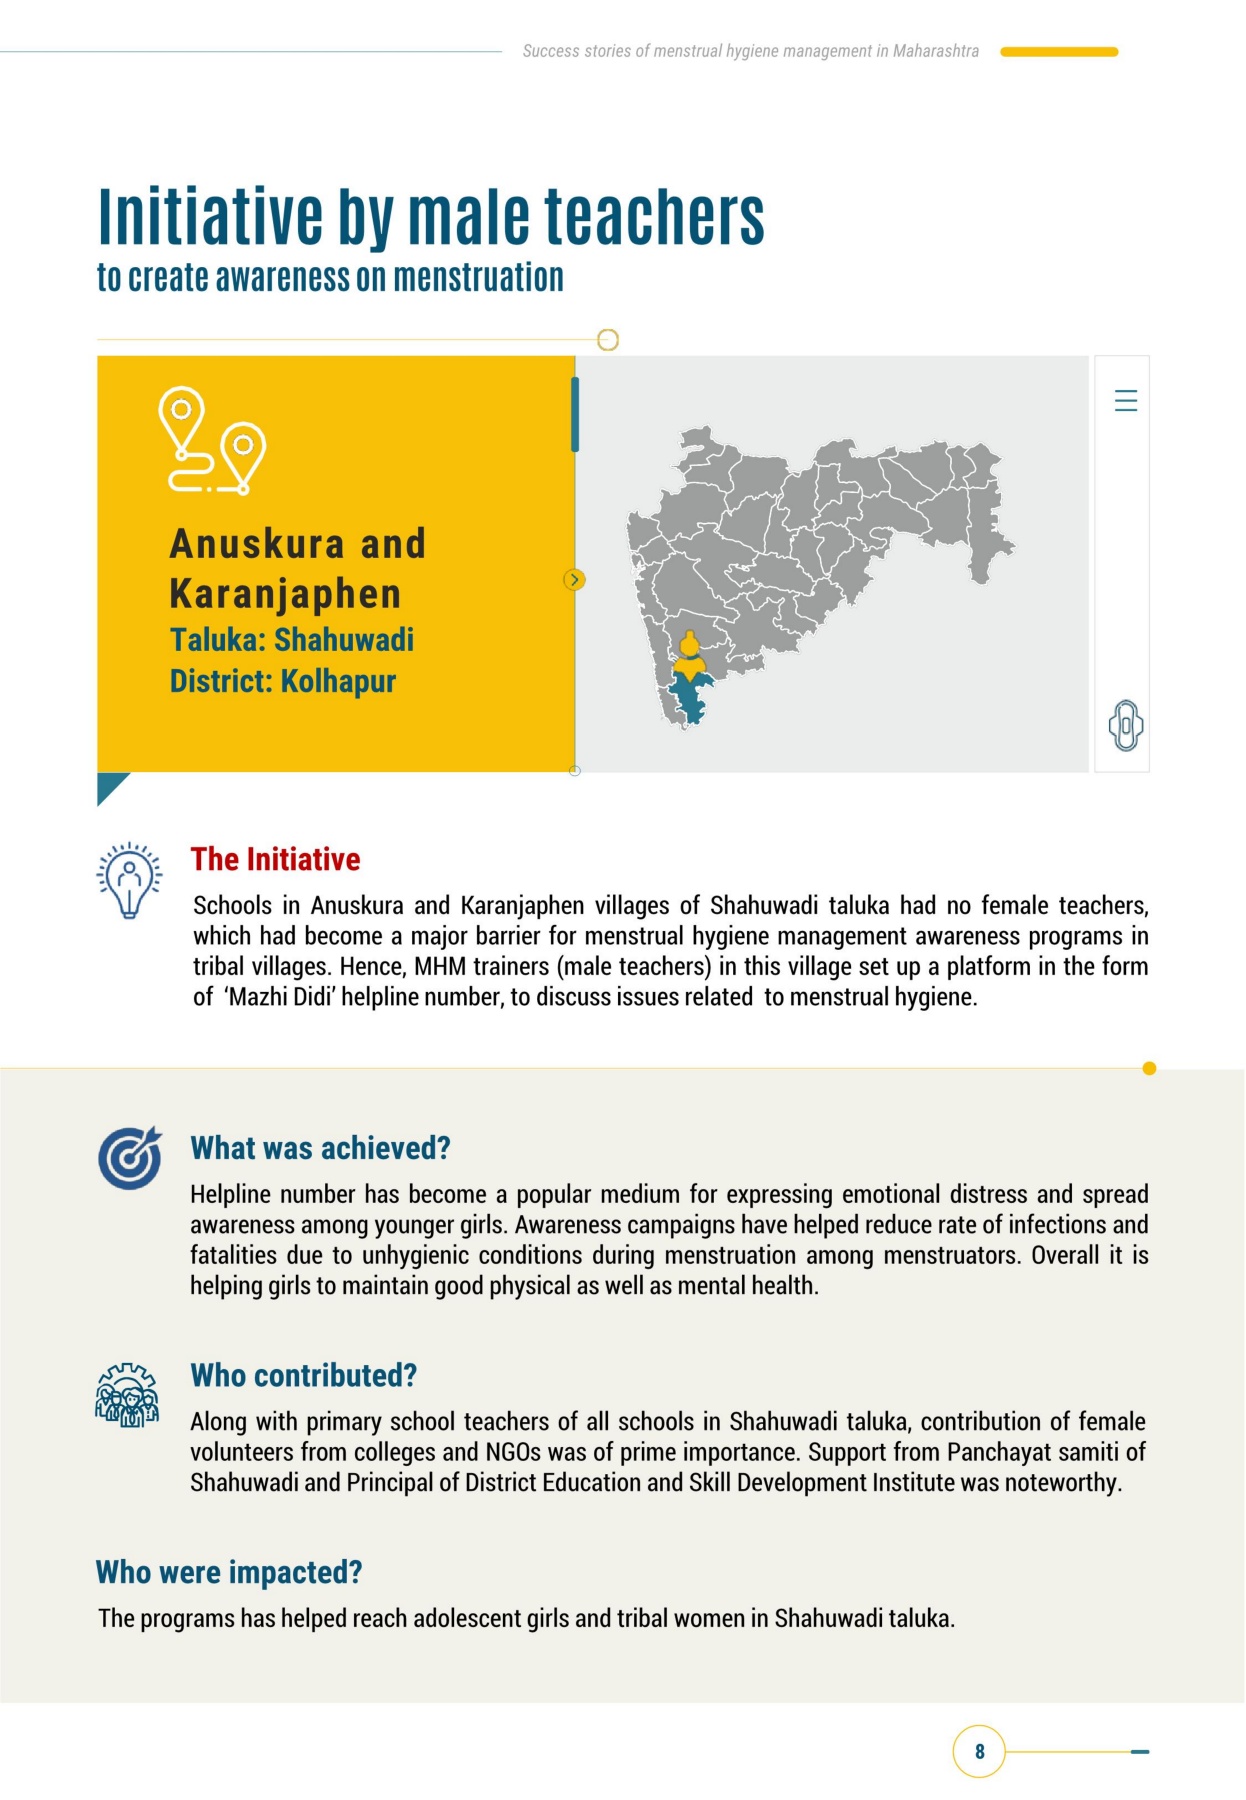 Success stories of menstrual hygiene management in Maharashtra
Initiative by male teachers
to create awareness on menstruation
Anuskura and
Karanjaphen
Taluka: Shahuwadi
District: Kolhapur
The Initiative
Schools in Anuskura and Karanjaphen villages of Shahuwadi taluka had no female teachers,
which had become a major barrier for menstrual hygiene management awareness programs in
tribal villages. Hence, MHM trainers (male teachers) in this village set up a platform in the form
of ‘Mazhi Didi’ helpline number, to discuss issues related to menstrual hygiene.
What was achieved?
Helpline number has become a popular medium for expressing emotional distress and spread
awareness among younger girls. Awareness campaigns have helped reduce rate of infections and
fatalities due to unhygienic conditions during menstruation among menstruators. Overall it is
helping girls to maintain good physical as well as mental health.
Who contributed?
Along with primary school teachers of all schools in Shahuwadi taluka, contribution of female
volunteers from colleges and NGOs was of prime importance. Support from Panchayat samiti of
Shahuwadi and Principal of District Education and Skill Development Institute was noteworthy.
Who were impacted?
The programs has helped reach adolescent girls and tribal women in Shahuwadi taluka.
8